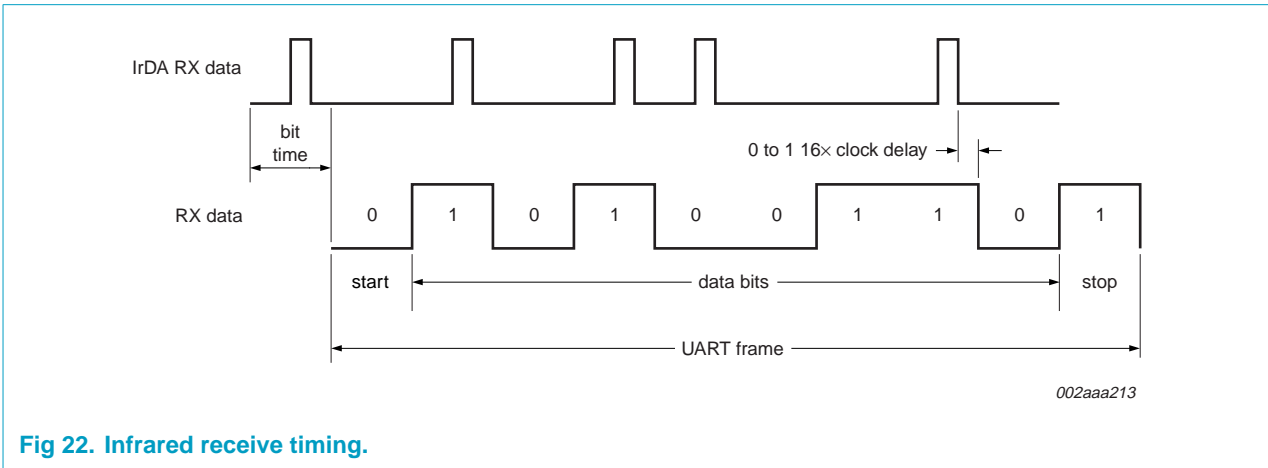 IrDA RX data
bit
time
0 to 1 16× clock delay
RX data
0 1 0 1 0 0 1 1 0 1
start
data bits
stop
UART frame
002aaa213
Fig 22. Infrared receive timing.